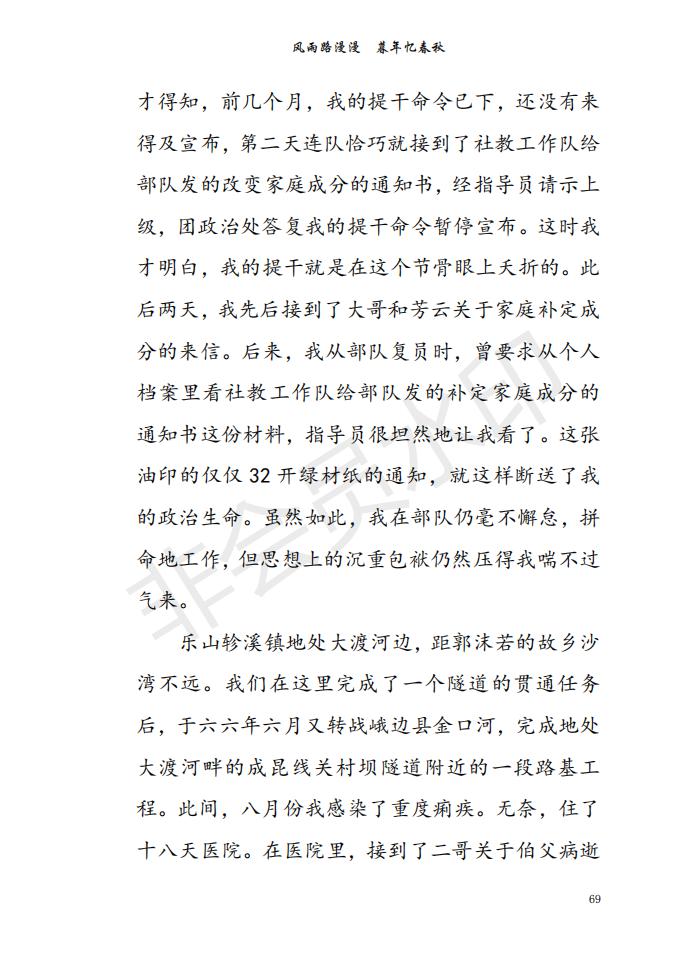 风雨路漫漫　暮年忆春秋
才得知，前几个月，我的提干命令已下，还没有来
得及宣布，第二天连队恰巧就接到了社教工作队给
部队发的改变家庭成分的通知书，经指导员请示上
级，团政治处答复我的提干命令暂停宣布。这时我
才明白，我的提干就是在这个节骨眼上夭折的。此
后两天，我先后接到了大哥和芳云关于家庭补定成
分的来信。后来，我从部队复员时，曾要求从个人
档案里看社教工作队给部队发的补定家庭成分的
通知书这份材料，指导员很坦然地让我看了。这张
油印的仅仅 32 开绿材纸的通知，就这样断送了我
的政治生命。虽然如此，我在部队仍毫不懈怠，拼
命地工作，但思想上的沉重包袱仍然压得我喘不过
气来。
乐山轸溪镇地处大渡河边，距郭沫若的故乡沙
湾不远。我们在这里完成了一个隧道的贯通任务
后，于六六年六月又转战峨边县金口河，完成地处
大渡河畔的成昆线关村坝隧道附近的一段路基工
程。此间，八月份我感染了重度痢疾。无奈，住了
十八天医院。在医院里，接到了二哥关于伯父病逝
69
非会员水印